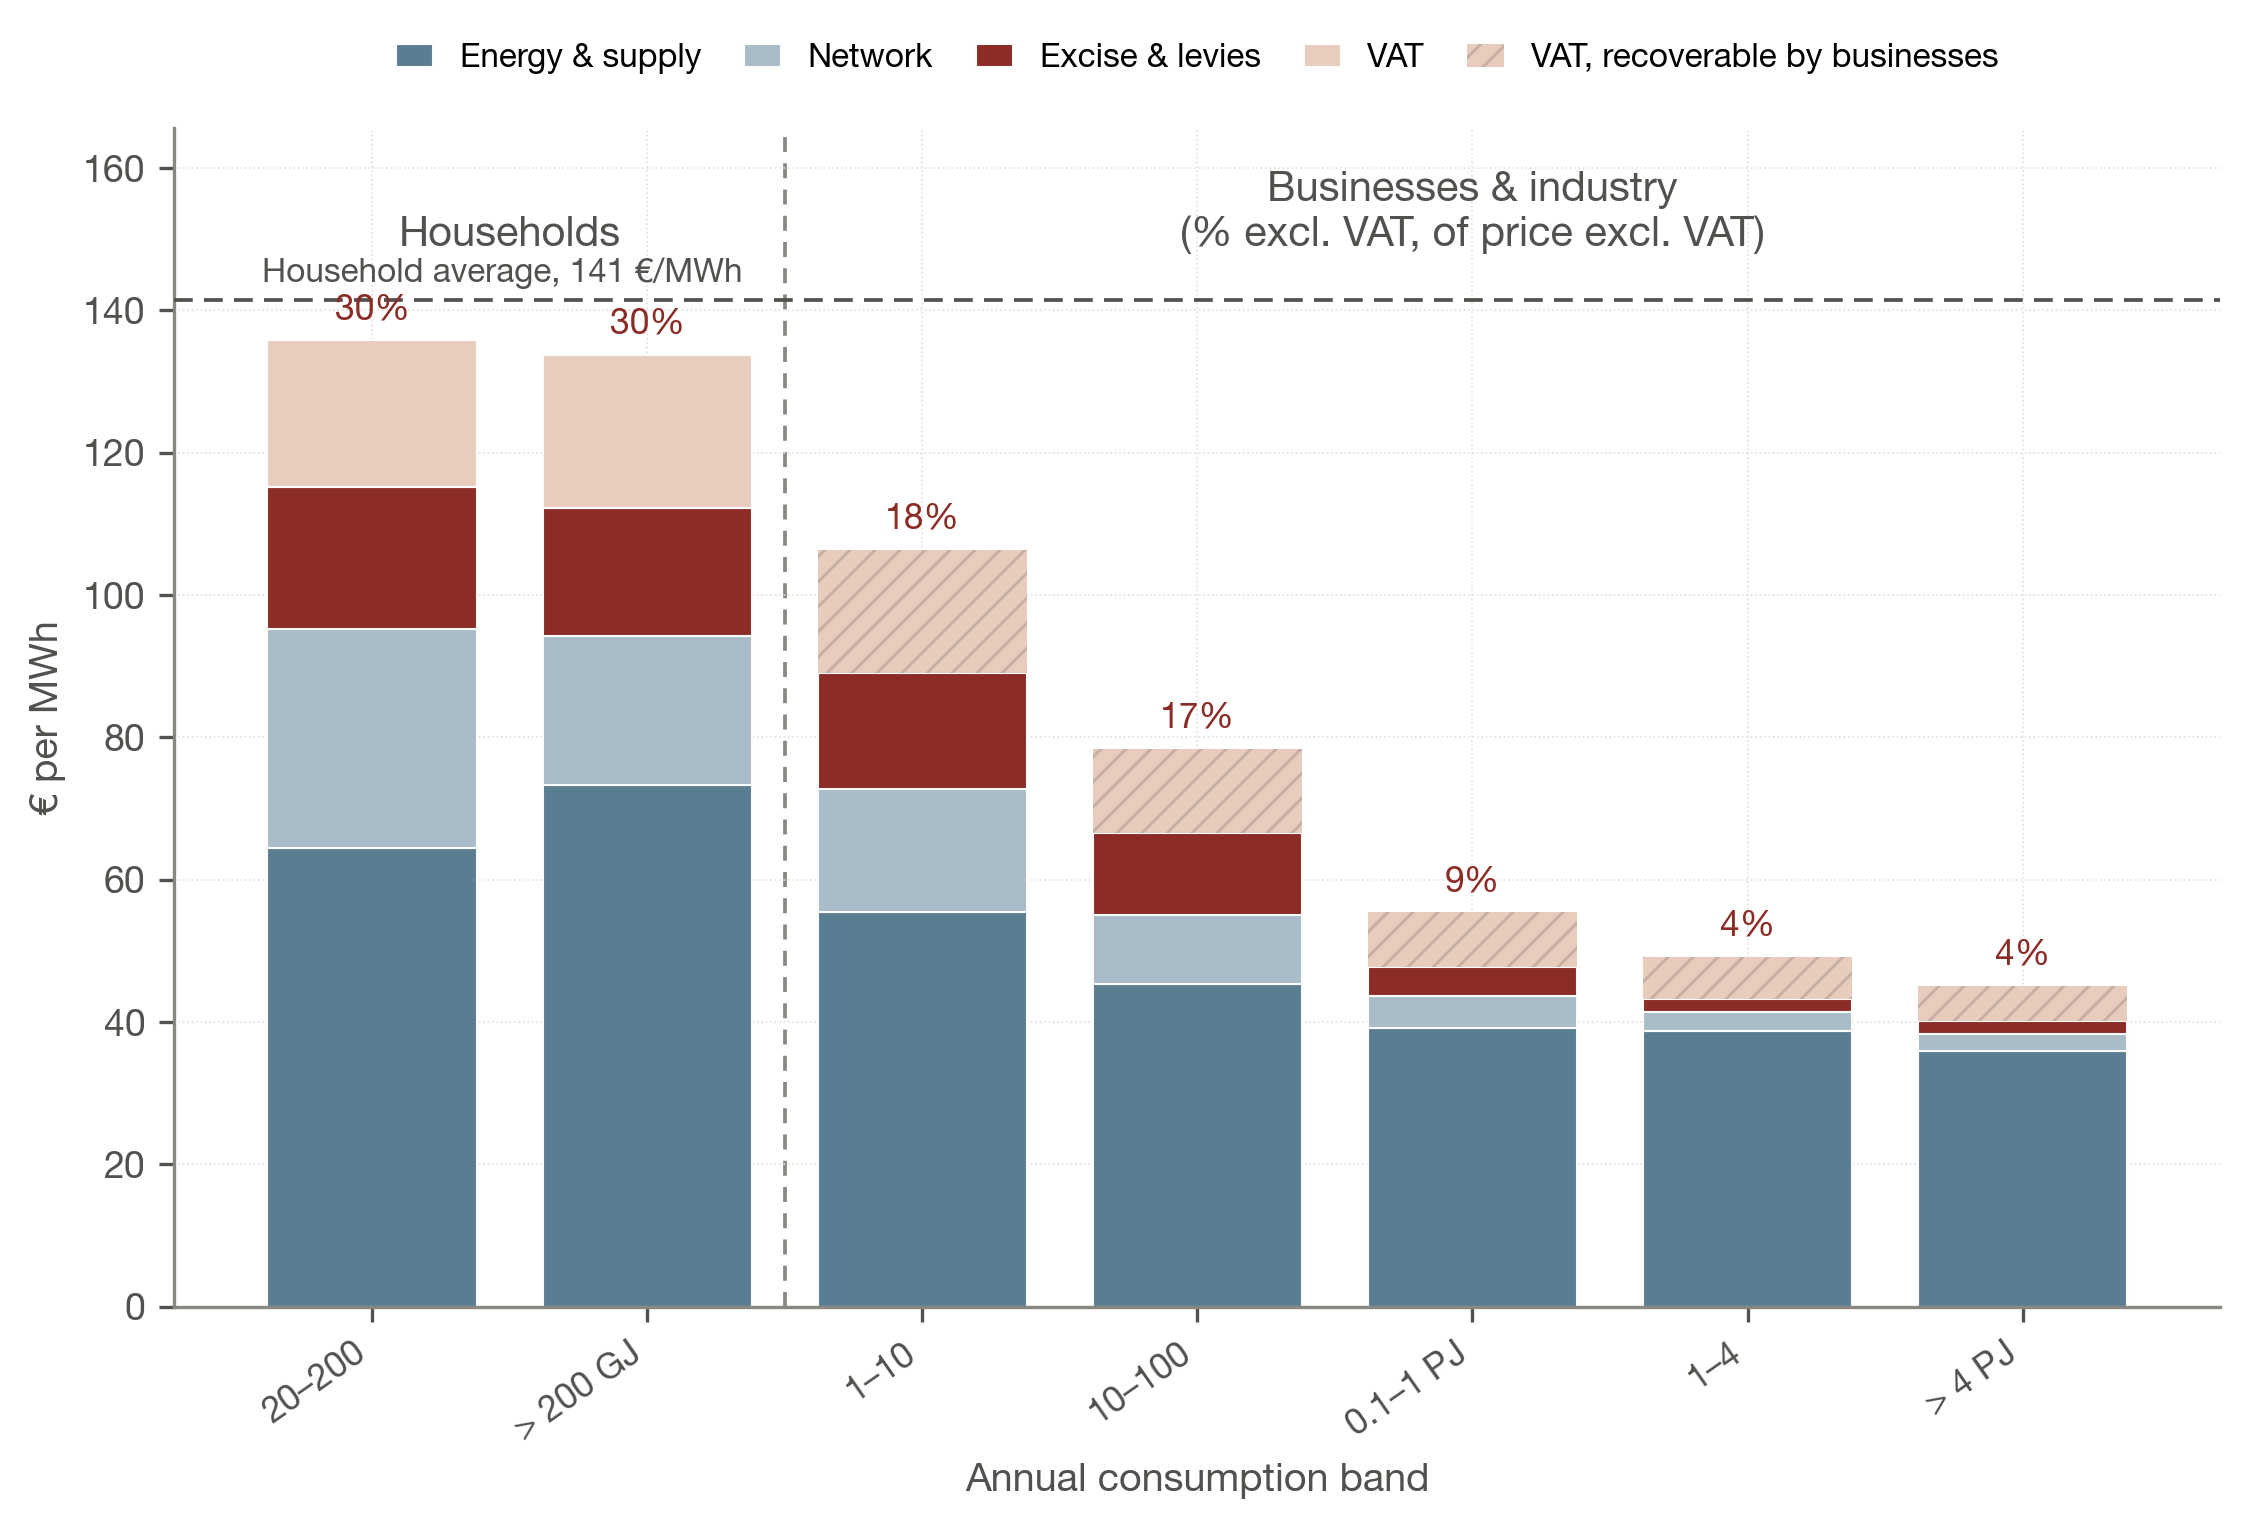 Energy & supply
Network
Excise & levies
VAT
VAT, recoverable by businesses
160
140
120
100
80
60
40
20
0
€ per MWh
Households
Household average, 141 €/MWh
Businesses & industry
(% excl. VAT, of price excl. VAT)
30%
30%
18%
17%
9%
4%
4%
20–200
> 200 GJ
1–10
10–100
0.1–1 PJ
1–4
> 4 PJ
Annual consumption band